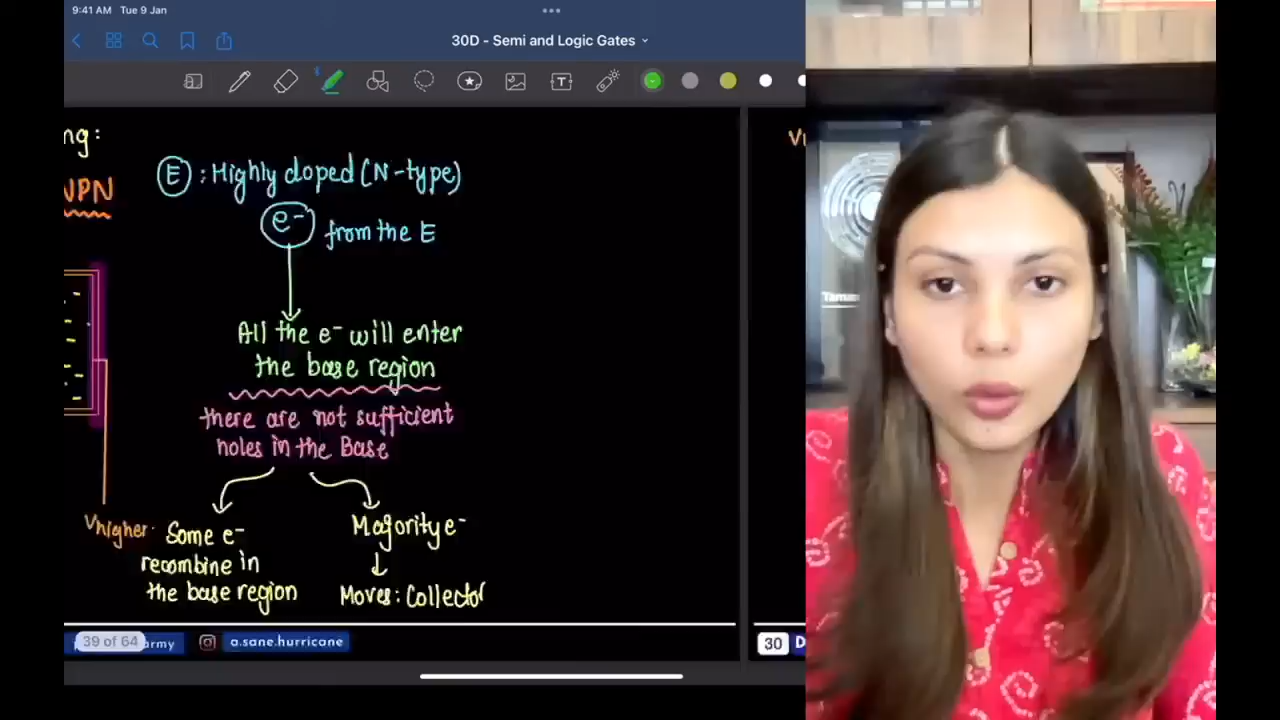 9:41 AM Tue 9 Jan
30D - Semi and Logic Gates
ng:
NPN
E : Highly doped (N-type)
e- from the E
All the e- will enter
the base region
there are not sufficient
holes in the Base
Vhigher.
Some e-
recombine in
the base region
Majority e-
Moves: Collector
39 of 64
army
a.sane.hurricane
30 D